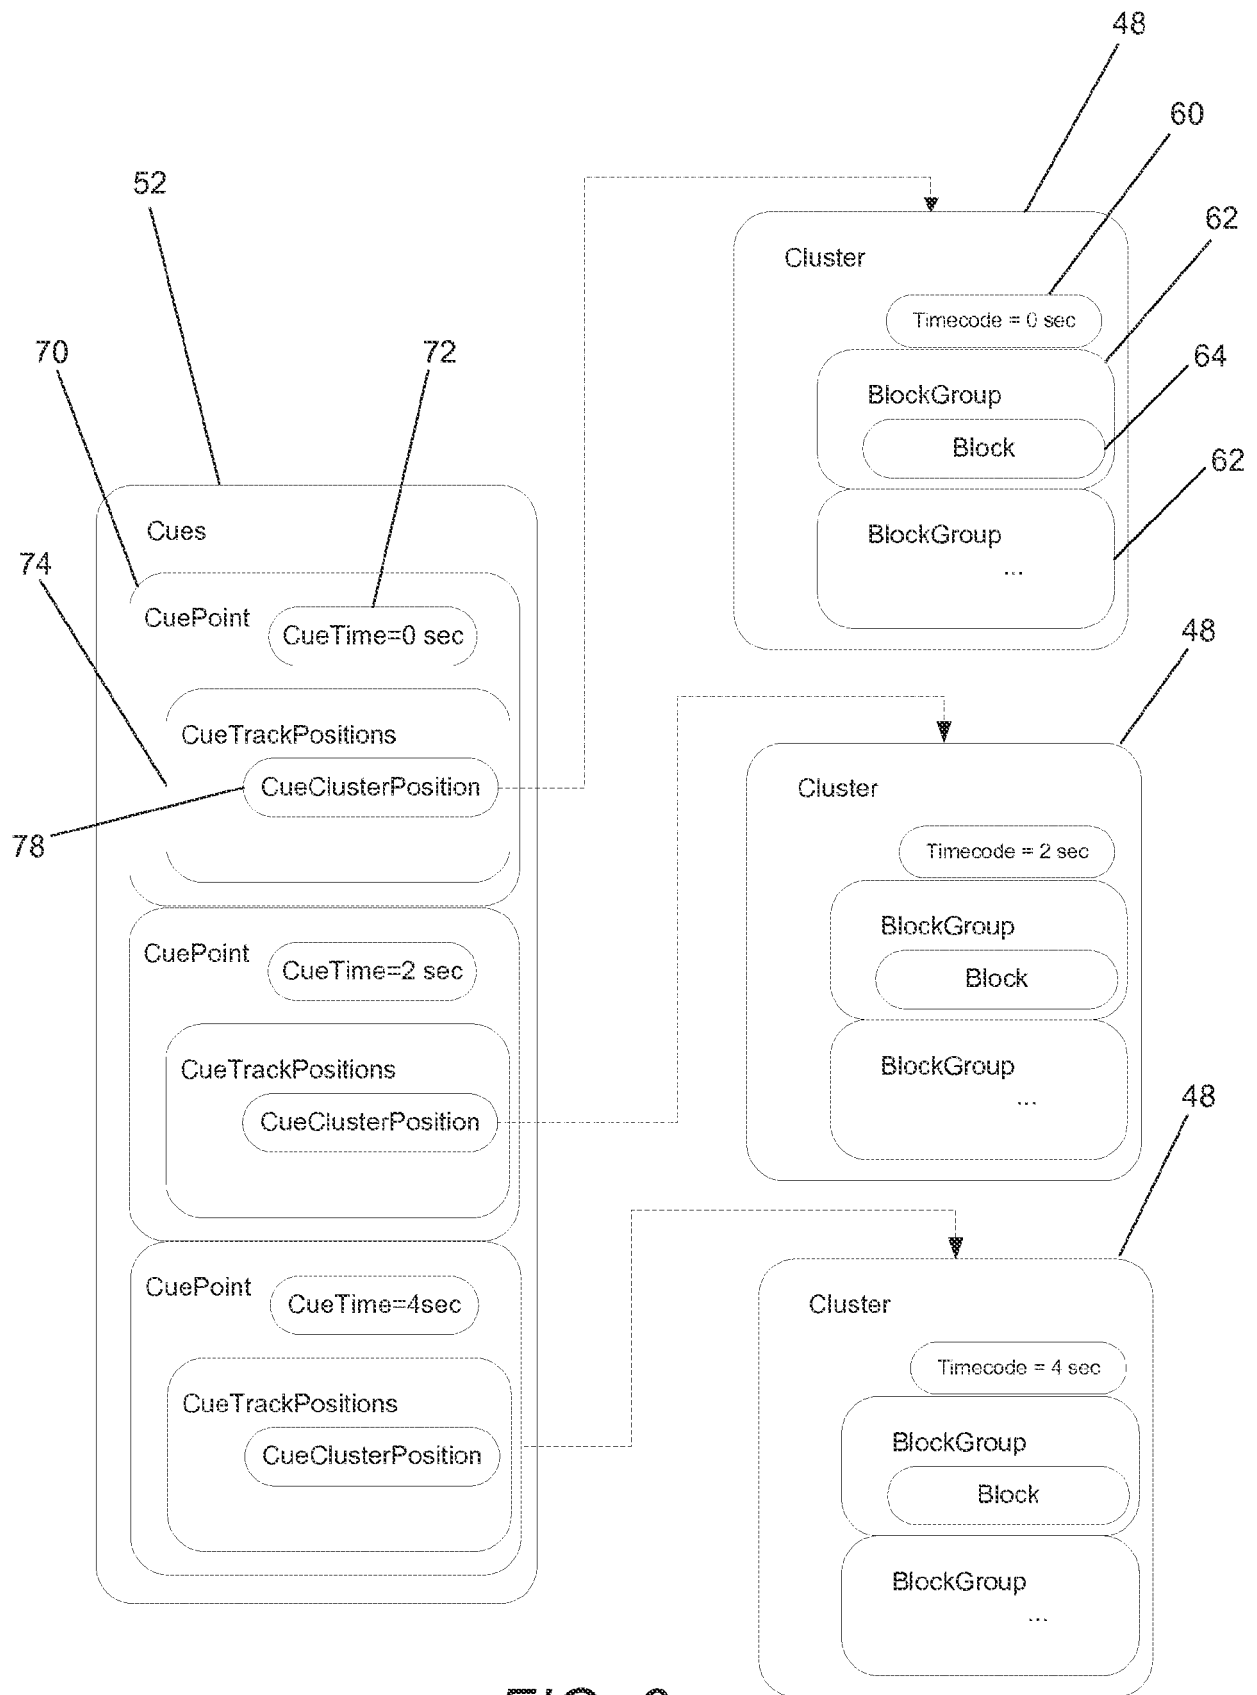 48
60
52
62
Cluster
Timecode = 0 sec
70
72
64
BlockGroup
Block
62
Cues
BlockGroup
...
74
CuePoint
CueTime=0 sec
48
CueTrackPositions
CueClusterPosition
Cluster
78
Timecode = 2 sec
BlockGroup
CuePoint
CueTime=2 sec
Block
CueTrackPositions
BlockGroup
...
48
CueClusterPosition
CuePoint
CueTime=4sec
Cluster
Timecode = 4 sec
CueTrackPositions
BlockGroup
CueClusterPosition
Block
BlockGroup
...